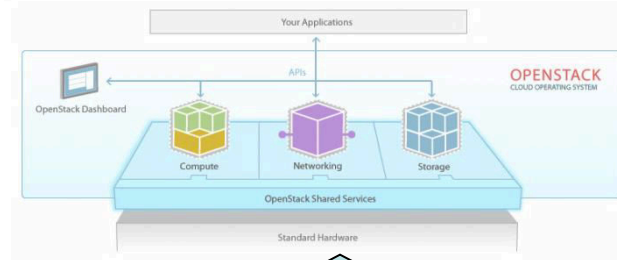 Your Applications
APIs
OPENSTACK
CLOUD OPERATING SYSTEM
OpenStack Dashboard
Compute
Networking
Storage
OpenStack Shared Services
Standard Hardware